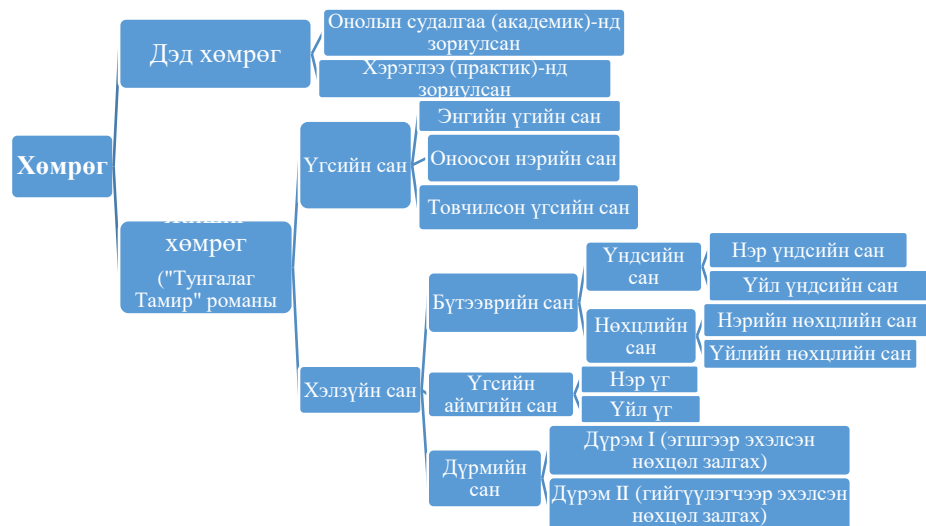 Хөмрөг
Дэд хөмрөг
Онолын судалгаа (академик)-нд
зориулсан
Хэрэглээ (практик)-нд
зориулсан
хөмрөг
("Тунгалаг
Тамир" романы
Үгсийн сан
Энгийн үгийн сан
Оноосон нэрийн сан
Товчилсон үгсийн сан
Хэлзүйн сан
Бүтээврийн сан
Үндсийн
сан
Нэр үндсийн сан
Үйл үндсийн сан
Нөхцлийн
сан
Нэрийн нөхцлийн сан
Үйлийн нөхцлийн сан
Үгсийн
аймгийн сан
Нэр үг
Үйл үг
Дүрмийн
сан
Дүрэм I (эгшгээр эхэлсэн
нөхцөл залгах)
Дүрэм II (гийгүүлэгчээр эхэлсэн
нөхцөл залгах)